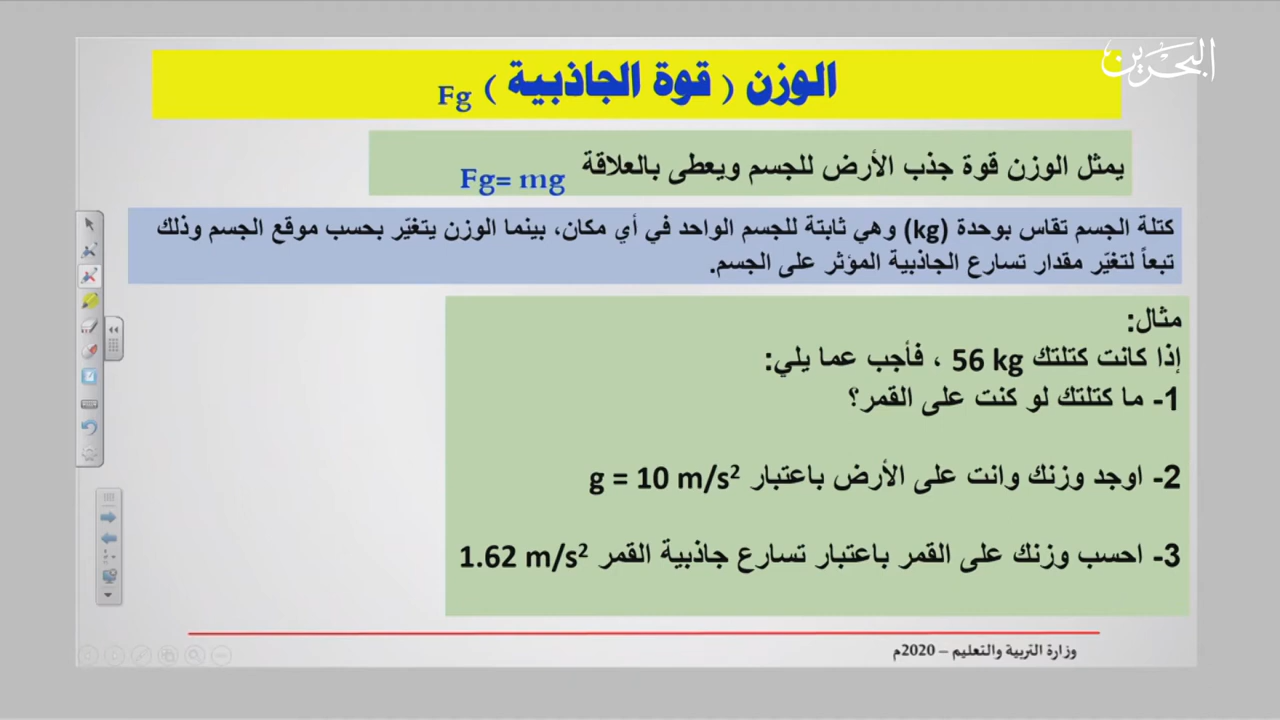 البحرين
الوزن ( قوة الجاذبية ) Fg
يمثل الوزن قوة جذب الأرض للجسم ويعطى بالعلاقة Fg= mg
كتلة الجسم تقاس بوحدة (kg) وهي ثابتة للجسم الواحد في أي مكان، بينما الوزن يتغيّر بحسب موقع الجسم وذلك
تبعاً لتغيّر مقدار تسارع الجاذبية المؤثر على الجسم.
مثال:
إذا كانت كتلتك 56 kg ، فأجب عما يلي:
1- ما كتلتك لو كنت على القمر؟
2- اوجد وزنك وانت على الأرض باعتبار g = 10 m/s²
3- احسب وزنك على القمر باعتبار تسارع جاذبية القمر 1.62 m/s²
وزارة التربية والتعليم – 2020م